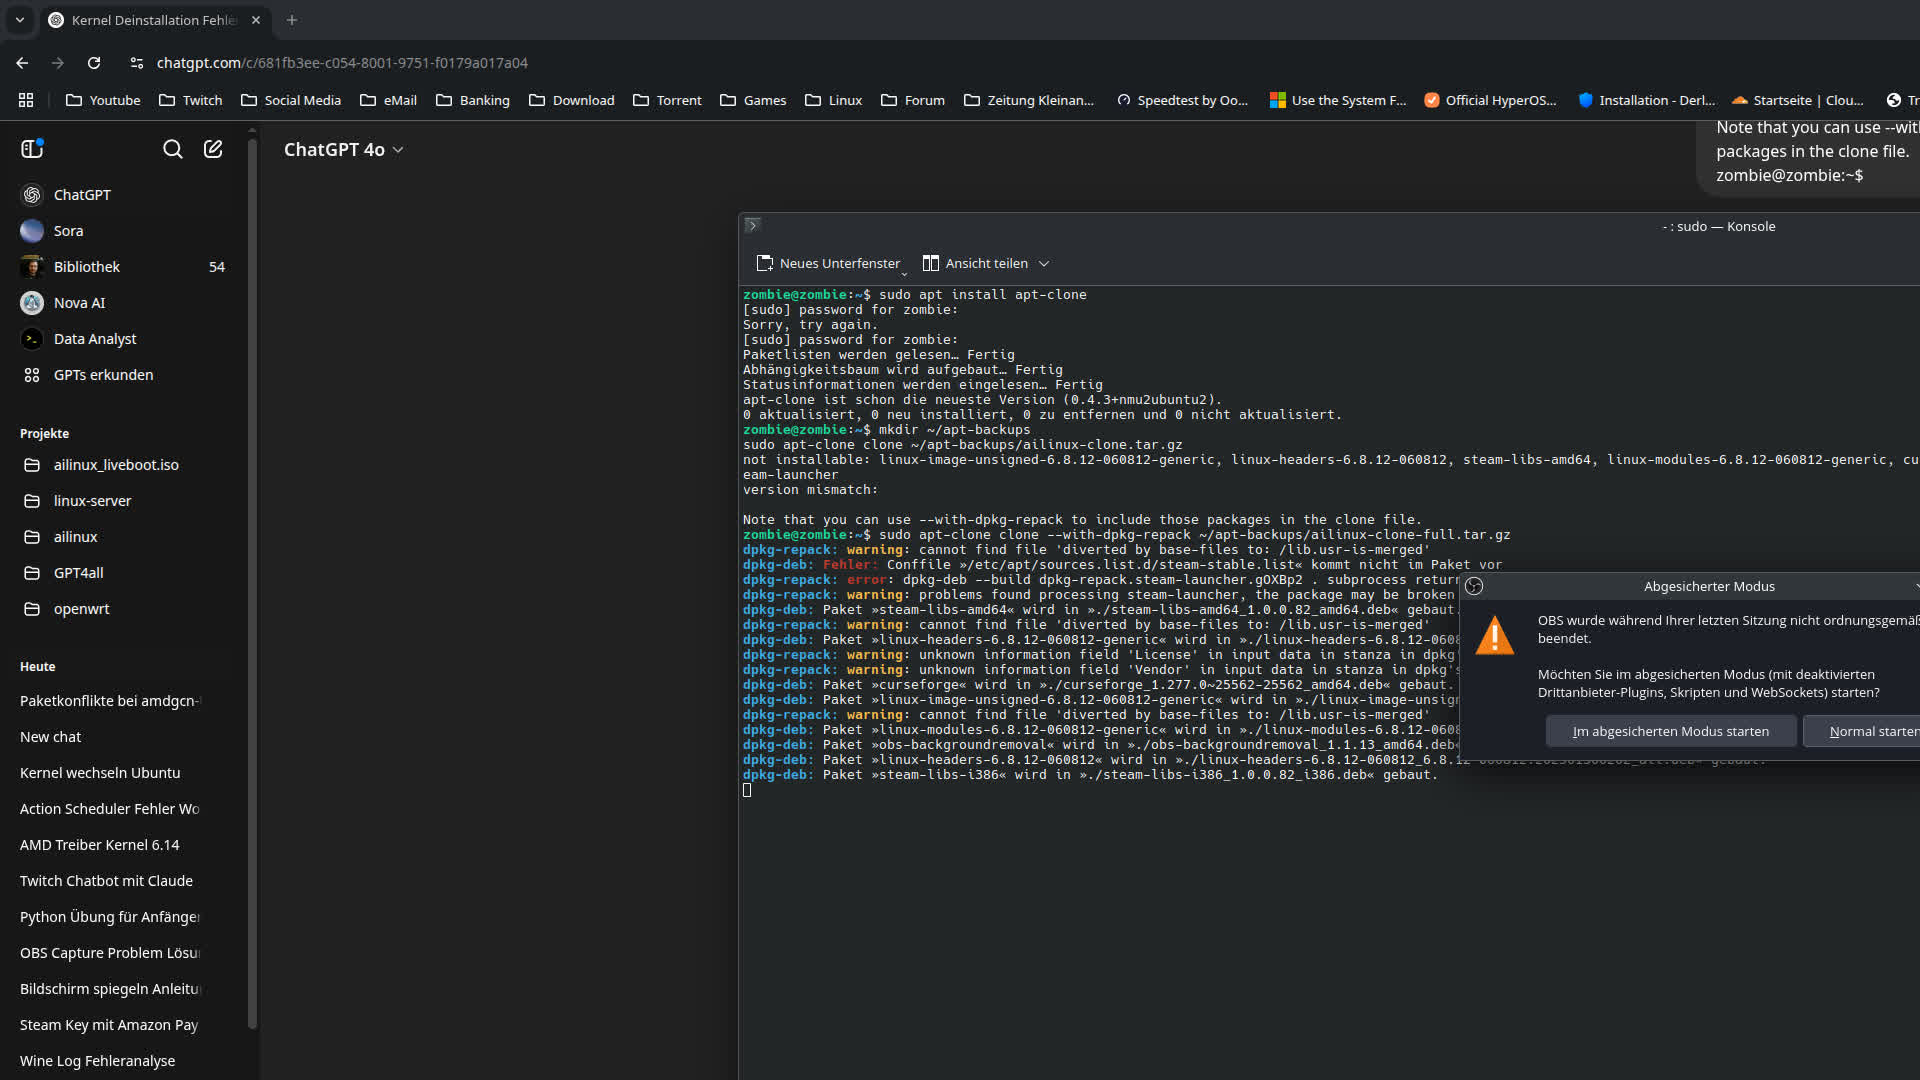 Kernel Deinstallation Fehle
chatgpt.com/c/681fb3ee-c054-8001-9751-f0179a017a04
Youtube
Twitch
Social Media
eMail
Banking
Download
Torrent
Games
Linux
Forum
Zeitung Kleinan...
Speedtest by Oo...
Use the System F...
Official HyperOS...
Installation - Derl...
Startseite | Clou...
Tr
ChatGPT
Sora
Bibliothek 54
Nova AI
Data Analyst
GPTs erkunden
Projekte
ailinux_liveboot.iso
linux-server
ailinux
GPT4all
openwrt
Heute
Paketkonflikte bei amdgcn-
New chat
Kernel wechseln Ubuntu
Action Scheduler Fehler Wo
AMD Treiber Kernel 6.14
Twitch Chatbot mit Claude
Python Übung für Anfänger
OBS Capture Problem Lösu
Bildschirm spiegeln Anleitu
Steam Key mit Amazon Pay
Wine Log Fehleranalyse
ChatGPT 4o
Note that you can use --wit
packages in the clone file.
zombie@zombie:~$
- : sudo — Konsole
Neues Unterfenster
Ansicht teilen
zombie@zombie:~$ sudo apt install apt-clone
[sudo] password for zombie:
Sorry, try again.
[sudo] password for zombie:
Paketlisten werden gelesen… Fertig
Abhängigkeitsbaum wird aufgebaut… Fertig
Statusinformationen werden eingelesen… Fertig
apt-clone ist schon die neueste Version (0.4.3+nmu2ubuntu2).
0 aktualisiert, 0 neu installiert, 0 zu entfernen und 0 nicht aktualisiert.
zombie@zombie:~$ mkdir ~/apt-backups
sudo apt-clone clone ~/apt-backups/ailinux-clone.tar.gz
not installable: linux-image-unsigned-6.8.12-060812-generic, linux-headers-6.8.12-060812, steam-libs-amd64, linux-modules-6.8.12-060812-generic, cu
eam-launcher
version mismatch:
Note that you can use --with-dpkg-repack to include those packages in the clone file.
zombie@zombie:~$ sudo apt-clone clone --with-dpkg-repack ~/apt-backups/ailinux-clone-full.tar.gz
dpkg-repack: warning: cannot find file 'diverted by base-files to: /lib.usr-is-merged'
dpkg-deb: Fehler: Conffile »/etc/apt/sources.list.d/steam-stable.list« kommt nicht im Paket vor
dpkg-repack: error: dpkg-deb --build dpkg-repack.steam-launcher.gOXBp2 . subprocess return
dpkg-repack: warning: problems found processing steam-launcher, the package may be broken
dpkg-deb: Paket »steam-libs-amd64« wird in »./steam-libs-amd64_1.0.0.82_amd64.deb« gebaut.
dpkg-repack: warning: cannot find file 'diverted by base-files to: /lib.usr-is-merged'
dpkg-deb: Paket »linux-headers-6.8.12-060812-generic« wird in »./linux-headers-6.8.12-0608
dpkg-repack: warning: unknown information field 'License' in input data in stanza in dpkg'
dpkg-repack: warning: unknown information field 'Vendor' in input data in stanza in dpkg's
dpkg-deb: Paket »curseforge« wird in »./curseforge_1.277.0~25562-25562_amd64.deb« gebaut.
dpkg-deb: Paket »linux-image-unsigned-6.8.12-060812-generic« wird in »./linux-image-unsign
dpkg-repack: warning: cannot find file 'diverted by base-files to: /lib.usr-is-merged'
dpkg-deb: Paket »linux-modules-6.8.12-060812-generic« wird in »./linux-modules-6.8.12-0608
dpkg-deb: Paket »obs-backgroundremoval« wird in »./obs-backgroundremoval_1.1.13_amd64.deb«
dpkg-deb: Paket »linux-headers-6.8.12-060812« wird in »./linux-headers-6.8.12-060812_6.8.12
dpkg-deb: Paket »steam-libs-i386« wird in »./steam-libs-i386_1.0.0.82_i386.deb« gebaut.
Abgesicherter Modus
OBS wurde während Ihrer letzten Sitzung nicht ordnungsgemäß
beendet.
Möchten Sie im abgesicherten Modus (mit deaktivierten
Drittanbieter-Plugins, Skripten und WebSockets) starten?
Im abgesicherten Modus starten
Normal starten